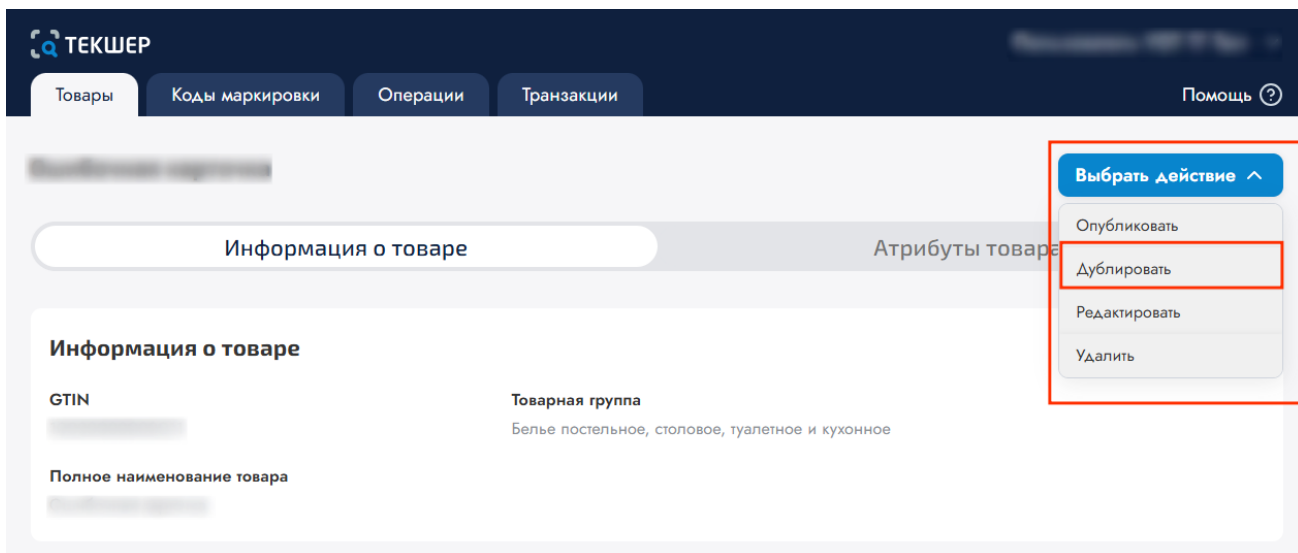 ТЕКШЕР
Товары
Коды маркировки
Операции
Транзакции
Помощь
Выбрать действие
Опубликовать
Дублировать
Редактировать
Удалить
Информация о товаре
Атрибуты товара
Информация о товаре
GTIN
Товарная группа
Белье постельное, столовое, туалетное и кухонное
Полное наименование товара